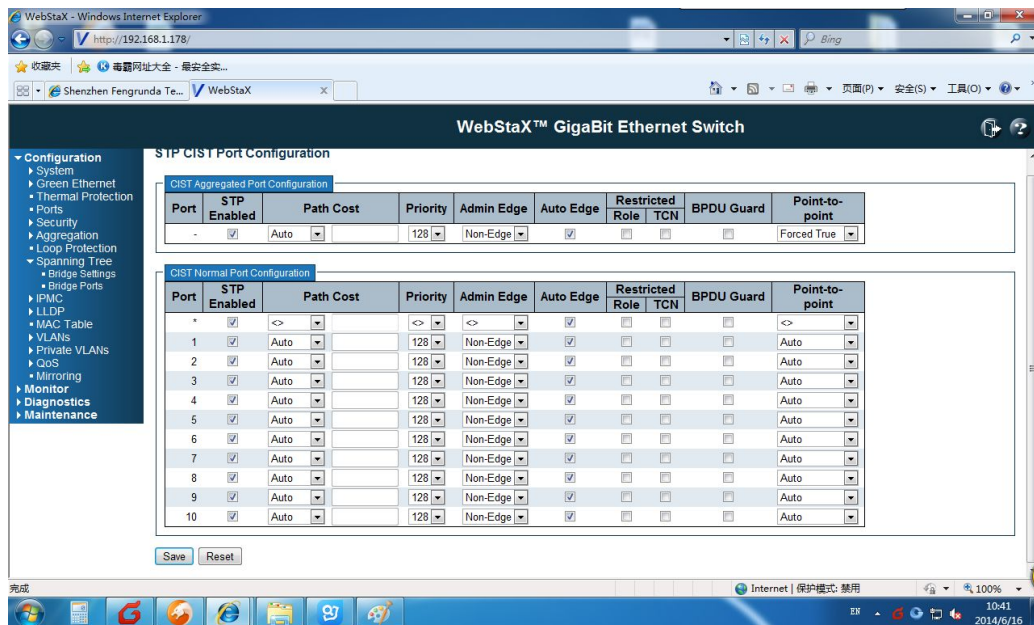 WebStaX - Windows Internet Explorer
http://192.168.1.178/
Bing
收藏夹 毒霸网址大全 - 最安全实...
Shenzhen Fengrunda Te... WebStaX x 页面(P) 安全(S) 工具(O)
WebStaX™ GigaBit Ethernet Switch
Configuration
System
Green Ethernet
Thermal Protection
Ports
Security
Aggregation
Loop Protection
Spanning Tree
Bridge Settings
Bridge Ports
IPMC
LLDP
MAC Table
VLANs
Private VLANs
QoS
Mirroring
Monitor
Diagnostics
Maintenance
STP CIST Port Configuration
CIST Aggregated Port Configuration
Port STP Enabled Path Cost Priority Admin Edge Auto Edge Restricted Role TCN BPDU Guard Point-to-point
- Auto 128 Non-Edge Forced True
CIST Normal Port Configuration
Port STP Enabled Path Cost Priority Admin Edge Auto Edge Restricted Role TCN BPDU Guard Point-to-point
* <> <> <> <>
1 Auto 128 Non-Edge Auto
2 Auto 128 Non-Edge Auto
3 Auto 128 Non-Edge Auto
4 Auto 128 Non-Edge Auto
5 Auto 128 Non-Edge Auto
6 Auto 128 Non-Edge Auto
7 Auto 128 Non-Edge Auto
8 Auto 128 Non-Edge Auto
9 Auto 128 Non-Edge Auto
10 Auto 128 Non-Edge Auto
Save Reset
完成 Internet | 保护模式: 禁用 100%
EN 10:41
2014/6/16